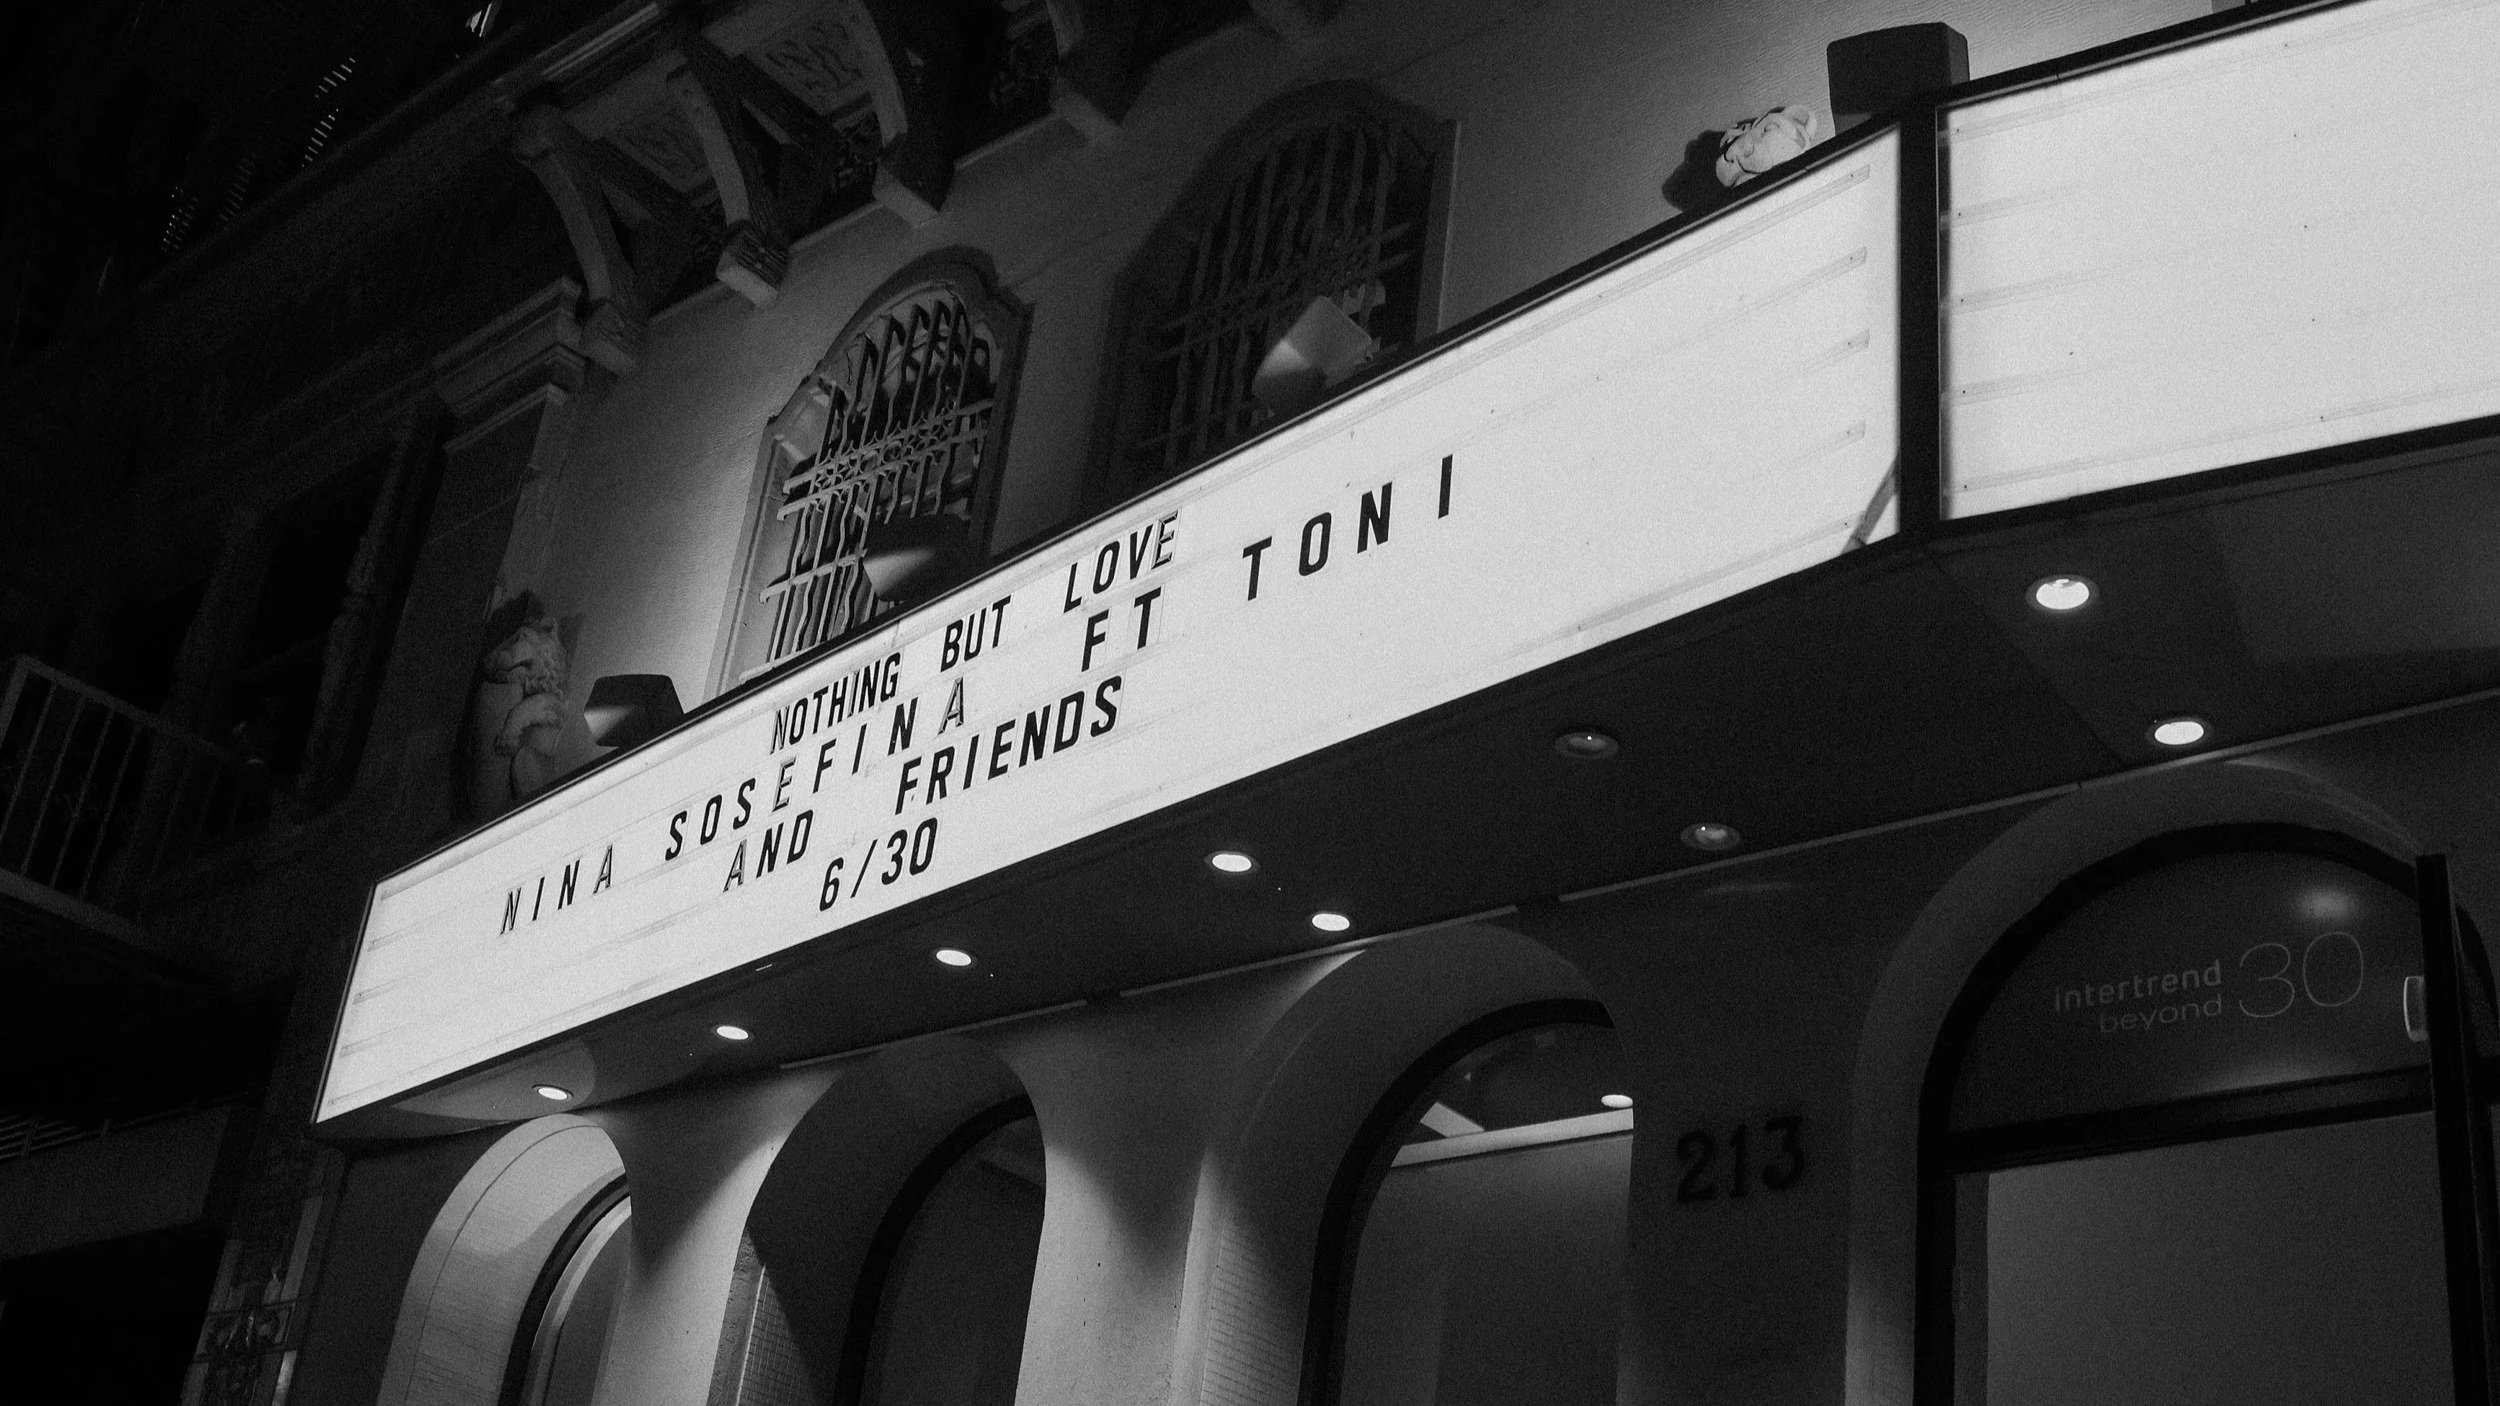 NOTHING BUT LOVE
NINA SOSEFINA FT TONI
AND FRIENDS
6/30
intertrend
beyond
30
213